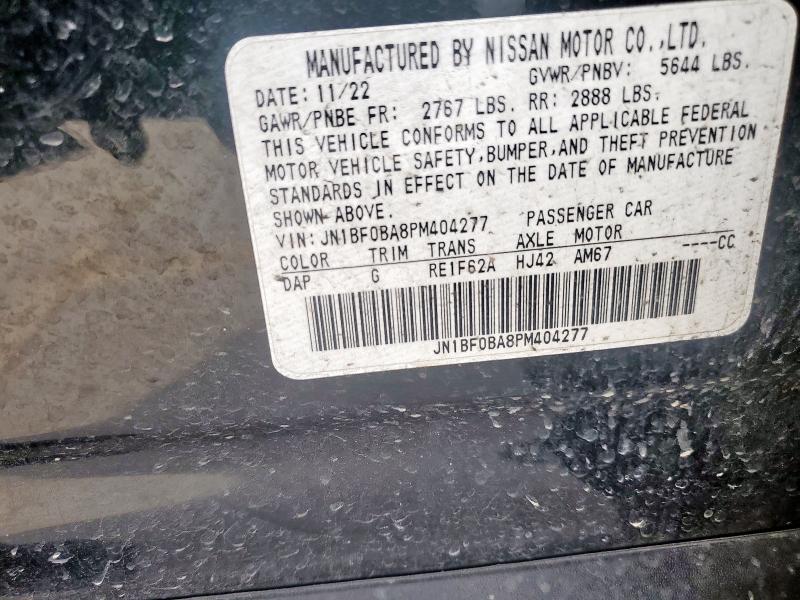 MANUFACTURED BY NISSAN MOTOR CO.,LTD.
DATE: 11/22 GVWR/PNBV: 5644 LBS.
GAWR/PNBE FR: 2767 LBS. RR: 2888 LBS.
THIS VEHICLE CONFORMS TO ALL APPLICABLE FEDERAL
MOTOR VEHICLE SAFETY,BUMPER,AND THEFT PREVENTION
STANDARDS IN EFFECT ON THE DATE OF MANUFACTURE
SHOWN ABOVE.
VIN: JN1BF0BA8PM404277 PASSENGER CAR
COLOR TRIM TRANS AXLE MOTOR
DAP G RE1F62A HJ42 AM67 ----CC
JN1BF0BA8PM404277